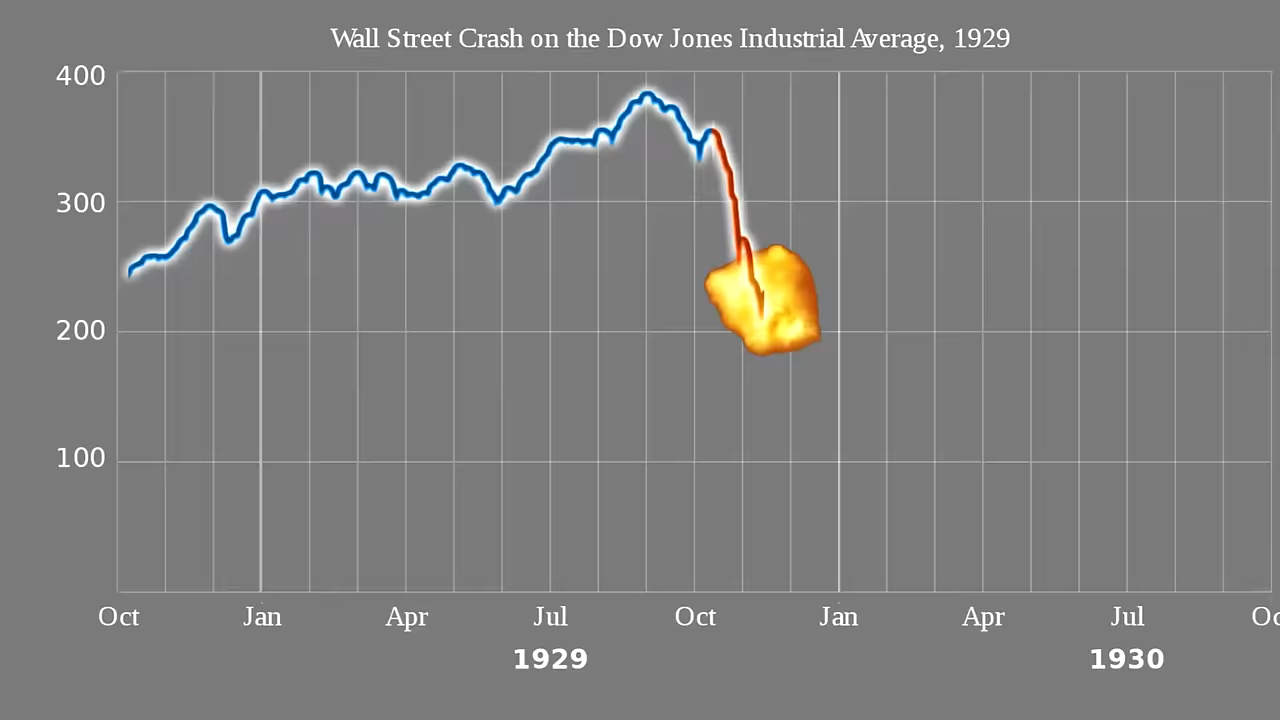 Wall Street Crash on the Dow Jones Industrial Average, 1929
400
300
200
100
Oct Jan Apr Jul Oct Jan Apr Jul Oc
1929 1930